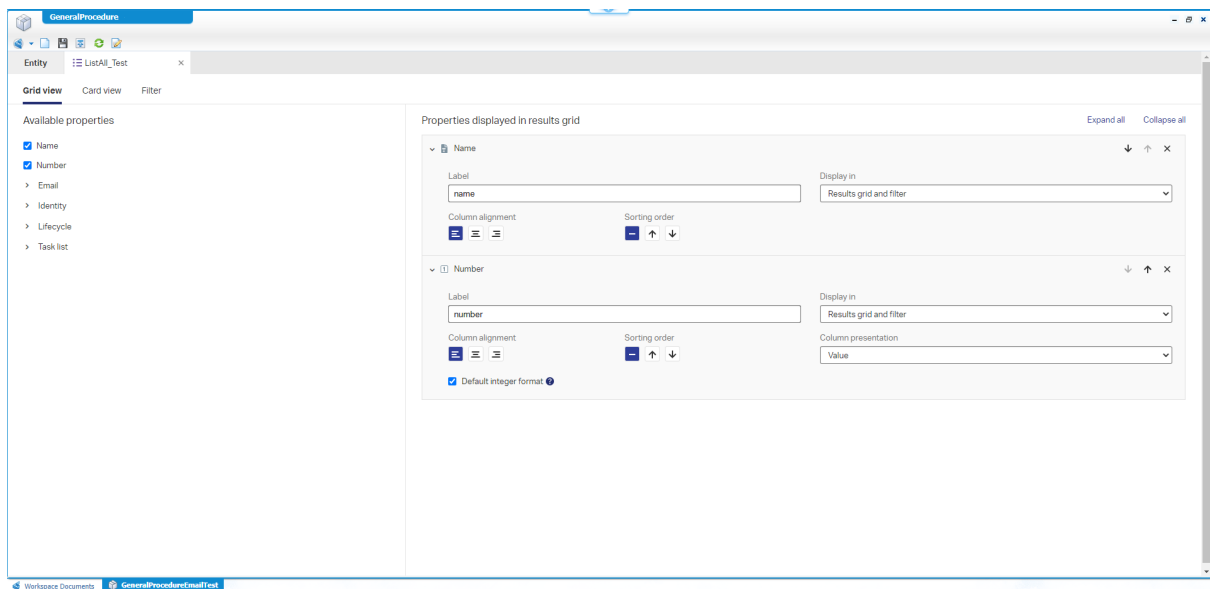 GeneralProcedure
Entity
ListAll_Test
Grid view Card view Filter
Available properties
Name
Number
Email
Identity
Lifecycle
Task list
Properties displayed in results grid
Expand all Collapse all
Name
Label Display in
name Results grid and filter
Column alignment Sorting order
Number
Label Display in
number Results grid and filter
Column alignment Sorting order Column presentation
Value
Default integer format
Workspace Documents GeneralProcedureEmailTest